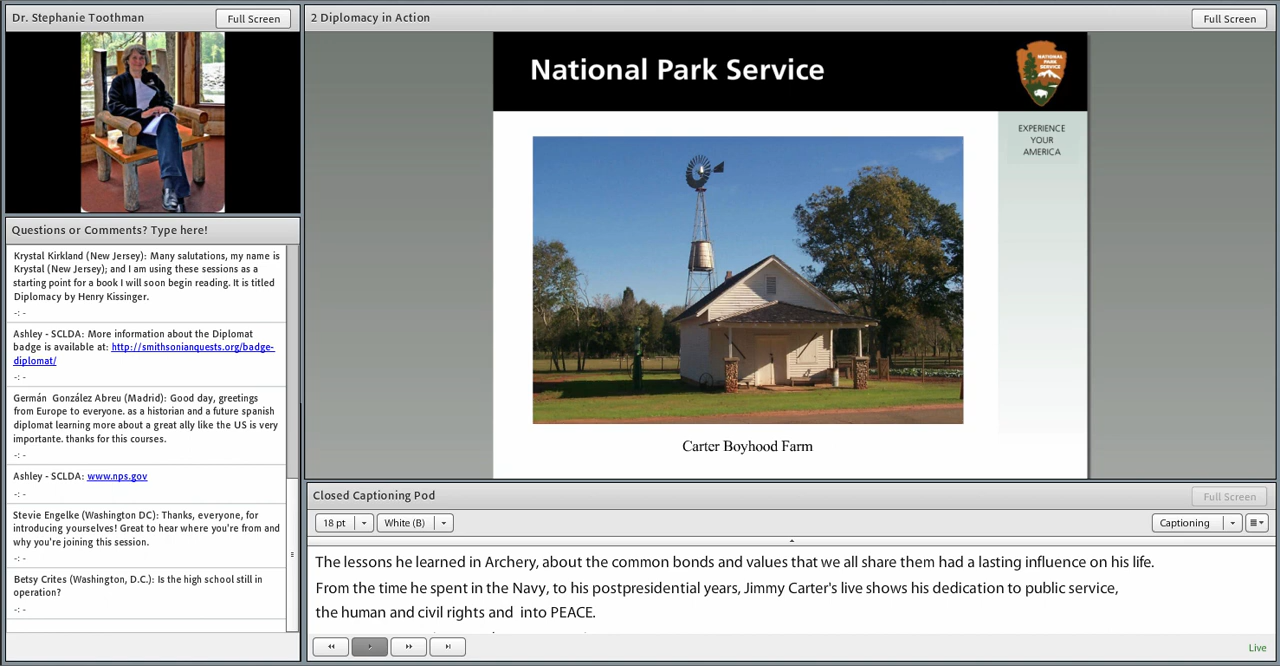 Dr. Stephanie Toothman
Full Screen
Questions or Comments? Type here!
Krystal Kirkland (New Jersey): Many salutations, my name is
Krystal (New Jersey); and I am using these sessions as a
starting point for a book I will soon begin reading. It is titled
Diplomacy by Henry Kissinger.
-: -
Ashley - SCLDA: More information about the Diplomat
badge is available at: http://smithsonianquests.org/badge-
diplomat/
-: -
Germán González Abreu (Madrid): Good day, greetings
from Europe to everyone. as a historian and a future spanish
diplomat learning more about a great ally like the US is very
importante. thanks for this courses.
-: -
Ashley - SCLDA: www.nps.gov
-: -
Stevie Engelke (Washington DC): Thanks, everyone, for
introducing yourselves! Great to hear where you're from and
why you're joining this session.
-: -
Betsy Crites (Washington, D.C.): Is the high school still in
operation?
-: -
2 Diplomacy in Action
Full Screen
National Park Service
NATIONAL
PARK
SERVICE
EXPERIENCE
YOUR
AMERICA
Carter Boyhood Farm
Closed Captioning Pod
Full Screen
18 pt
White (B)
Captioning
The lessons he learned in Archery, about the common bonds and values that we all share them had a lasting influence on his life.
From the time he spent in the Navy, to his postpresidential years, Jimmy Carter's live shows his dedication to public service,
the human and civil rights and into PEACE.
Live